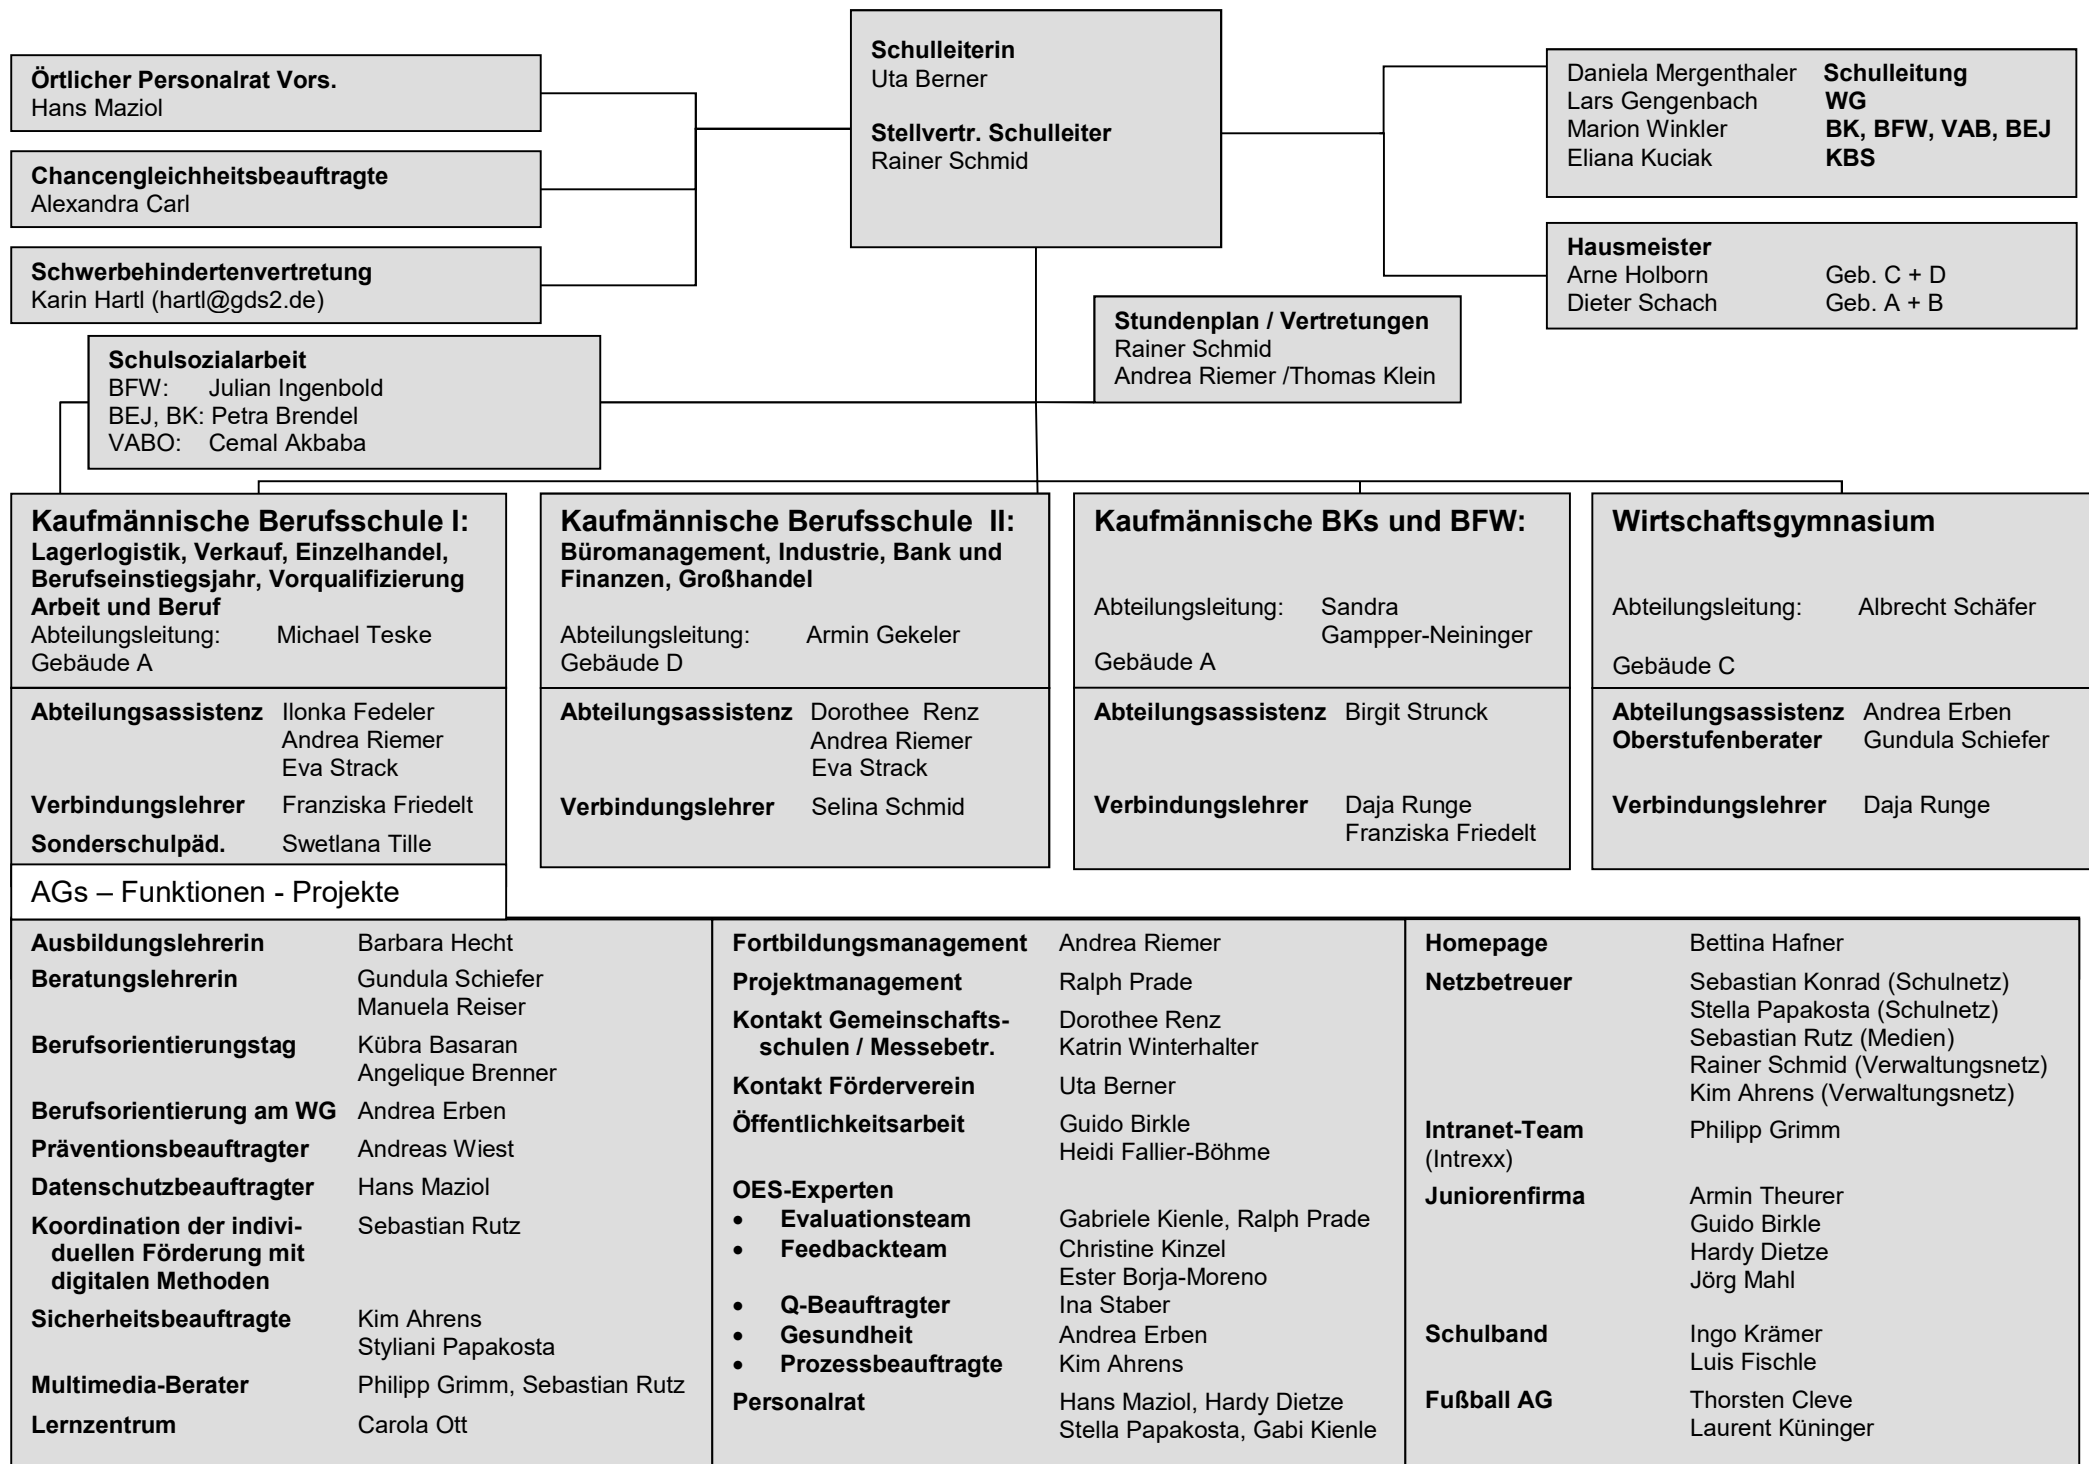 Schulleiterin
Uta Berner
Stellvertr. Schulleiter
Rainer Schmid
Örtlicher Personalrat Vors.
Hans Maziol
Chancengleichheitsbeauftragte
Alexandra Carl
Schwerbehindertenvertretung
Karin Hartl (hartl@gds2.de)
Daniela Mergenthaler Schulleitung
Lars Gengenbach WG
Marion Winkler BK, BFW, VAB, BEJ
Eliana Kuciak KBS
Hausmeister
Arne Holborn Geb. C + D
Dieter Schach Geb. A + B
Stundenplan / Vertretungen
Rainer Schmid
Andrea Riemer /Thomas Klein
Schulsozialarbeit
BFW: Julian Ingenbold
BEJ, BK: Petra Brendel
VABO: Cemal Akbaba
Kaufmännische Berufsschule I:
Lagerlogistik, Verkauf, Einzelhandel,
Berufseinstiegsjahr, Vorqualifizierung
Arbeit und Beruf
Abteilungsleitung: Michael Teske
Gebäude A
Abteilungsassistenz Ilonka Fedeler
Andrea Riemer
Eva Strack
Verbindungslehrer Franziska Friedelt
Sonderschulpäd. Swetlana Tille
Kaufmännische Berufsschule II:
Büromanagement, Industrie, Bank und
Finanzen, Großhandel
Abteilungsleitung: Armin Gekeler
Gebäude D
Abteilungsassistenz Dorothee Renz
Andrea Riemer
Eva Strack
Verbindungslehrer Selina Schmid
Kaufmännische BKs und BFW:
Abteilungsleitung: Sandra
Gampper-Neininger
Gebäude A
Abteilungsassistenz Birgit Strunck
Verbindungslehrer Daja Runge
Franziska Friedelt
Wirtschaftsgymnasium
Abteilungsleitung: Albrecht Schäfer
Gebäude C
Abteilungsassistenz Andrea Erben
Oberstufenberater Gundula Schiefer
Verbindungslehrer Daja Runge
AGs – Funktionen - Projekte
Ausbildungslehrerin Barbara Hecht
Beratungslehrerin Gundula Schiefer
Manuela Reiser
Berufsorientierungstag Kübra Basaran
Angelique Brenner
Berufsorientierung am WG Andrea Erben
Präventionsbeauftragter Andreas Wiest
Datenschutzbeauftragter Hans Maziol
Koordination der indivi- Sebastian Rutz
duellen Förderung mit
digitalen Methoden
Sicherheitsbeauftragte Kim Ahrens
Styliani Papakosta
Multimedia-Berater Philipp Grimm, Sebastian Rutz
Lernzentrum Carola Ott
Fortbildungsmanagement Andrea Riemer
Projektmanagement Ralph Prade
Kontakt Gemeinschafts- Dorothee Renz
schulen / Messebetr. Katrin Winterhalter
Kontakt Förderverein Uta Berner
Öffentlichkeitsarbeit Guido Birkle
Heidi Fallier-Böhme
OES-Experten
• Evaluationsteam Gabriele Kienle, Ralph Prade
• Feedbackteam Christine Kinzel
Ester Borja-Moreno
• Q-Beauftragter Ina Staber
• Gesundheit Andrea Erben
• Prozessbeauftragte Kim Ahrens
Personalrat Hans Maziol, Hardy Dietze
Stella Papakosta, Gabi Kienle
Homepage Bettina Hafner
Netzbetreuer Sebastian Konrad (Schulnetz)
Stella Papakosta (Schulnetz)
Sebastian Rutz (Medien)
Rainer Schmid (Verwaltungsnetz)
Kim Ahrens (Verwaltungsnetz)
Intranet-Team Philipp Grimm
(Intrexx)
Juniorenfirma Armin Theurer
Guido Birkle
Hardy Dietze
Jörg Mahl
Schulband Ingo Krämer
Luis Fischle
Fußball AG Thorsten Cleve
Laurent Küninger